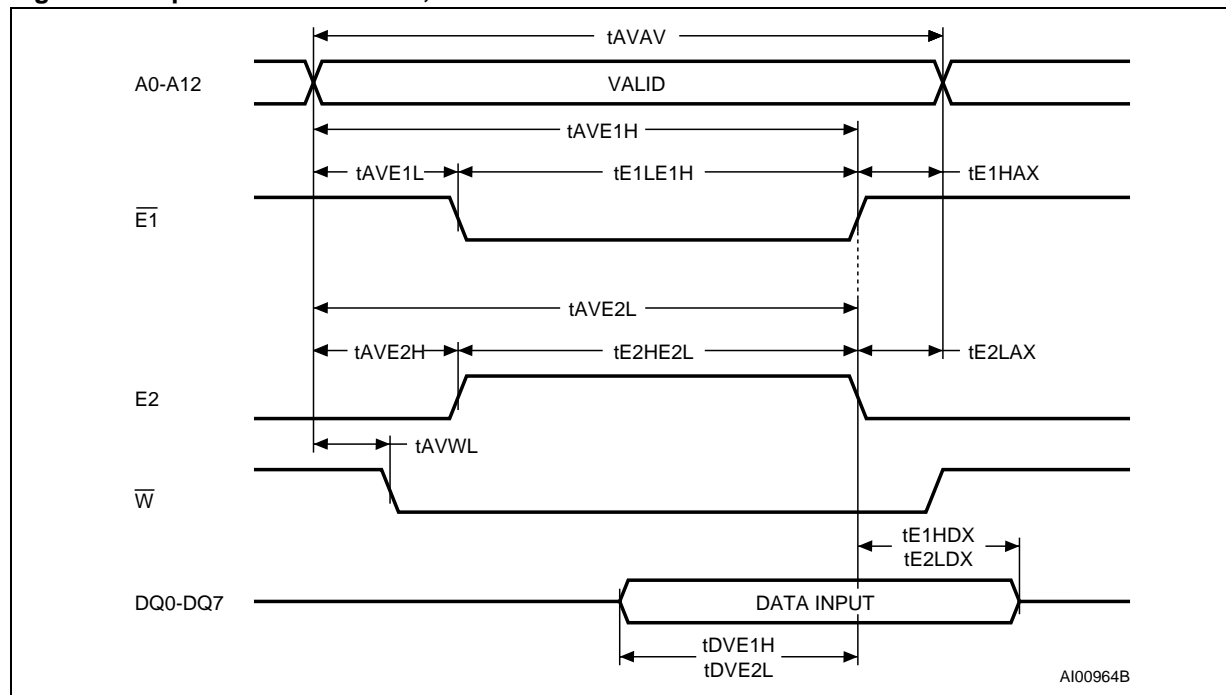 tAVAV
A0-A12
VALID
tAVE1H
tAVE1L
tE1LE1H
tE1HAX
E1
tAVE2L
tAVE2H
tE2HE2L
tE2LAX
E2
tAVWL
W
tE1HDX
tE2LDX
DQ0-DQ7
DATA INPUT
tDVE1H
tDVE2L
AI00964B